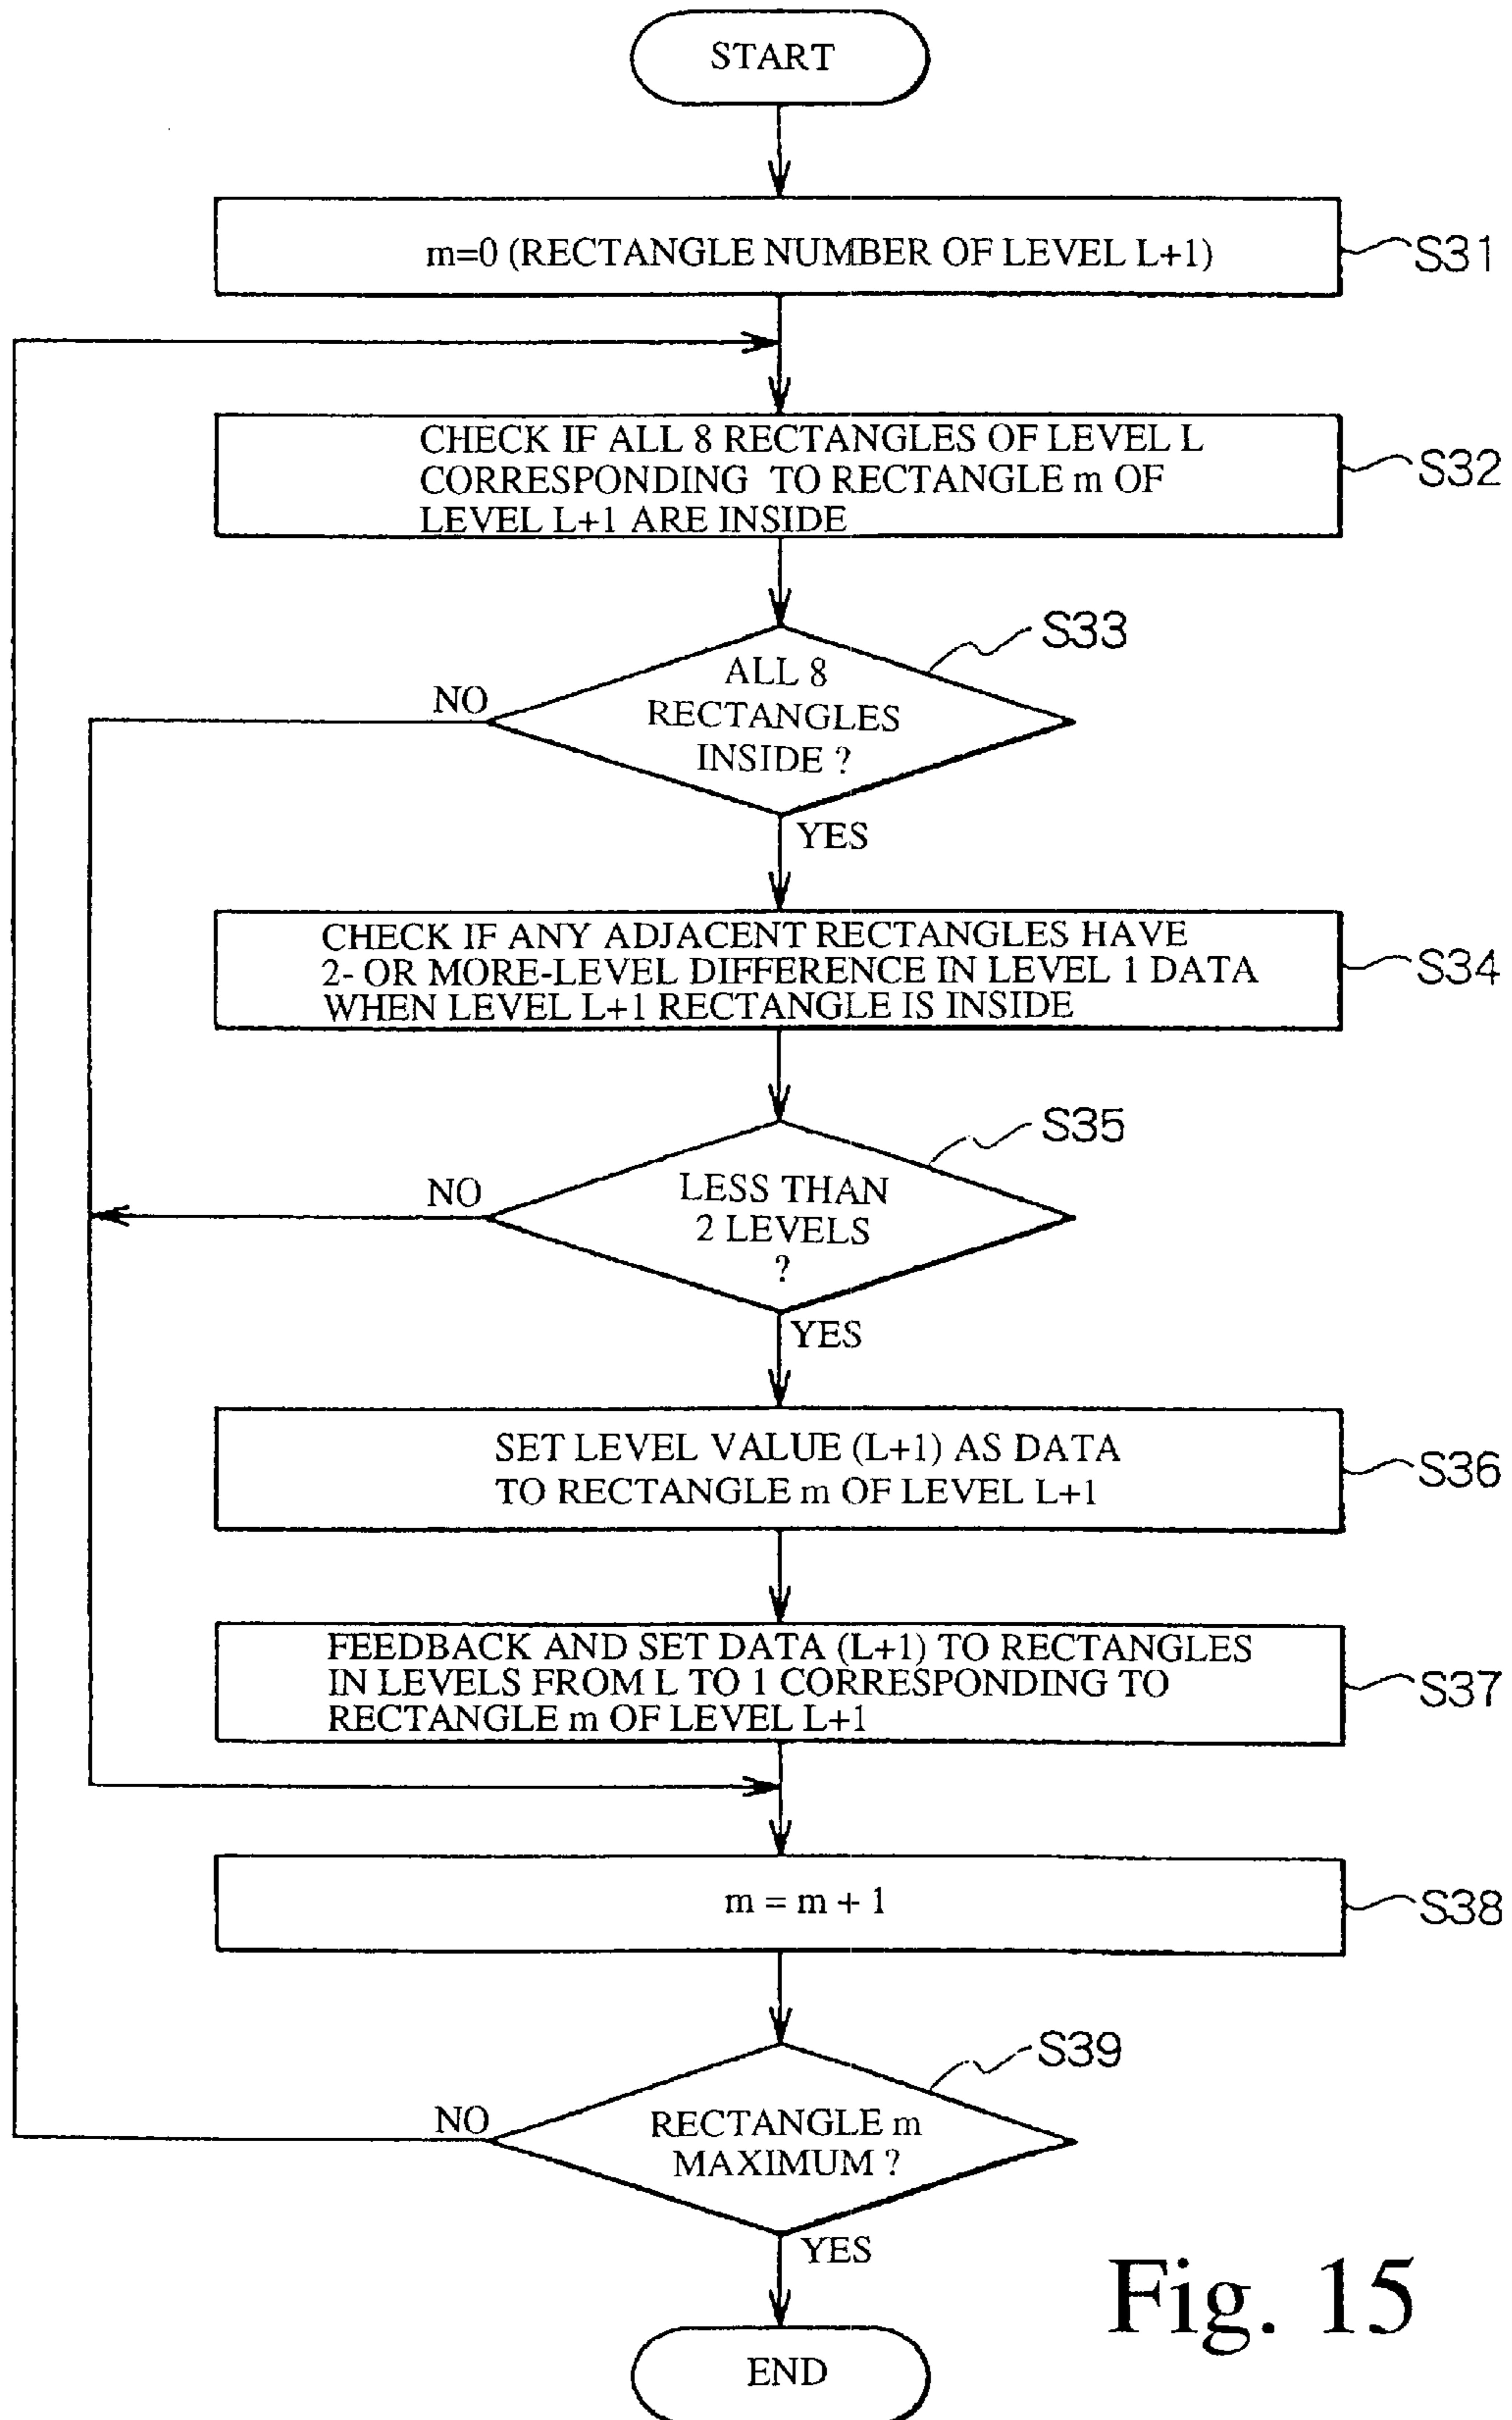 START
m=0 (RECTANGLE NUMBER OF LEVEL L+1)
S31
CHECK IF ALL 8 RECTANGLES OF LEVEL L
CORRESPONDING TO RECTANGLE m OF
LEVEL L+1 ARE INSIDE
S32
S33
ALL 8
RECTANGLES
INSIDE ?
NO
YES
CHECK IF ANY ADJACENT RECTANGLES HAVE
2- OR MORE-LEVEL DIFFERENCE IN LEVEL 1 DATA
WHEN LEVEL L+1 RECTANGLE IS INSIDE
S34
S35
LESS THAN
2 LEVELS
?
NO
YES
SET LEVEL VALUE (L+1) AS DATA
TO RECTANGLE m OF LEVEL L+1
S36
FEEDBACK AND SET DATA (L+1) TO RECTANGLES
IN LEVELS FROM L TO 1 CORRESPONDING TO
RECTANGLE m OF LEVEL L+1
S37
m = m + 1
S38
S39
RECTANGLE m
MAXIMUM ?
NO
YES
END
Fig. 15